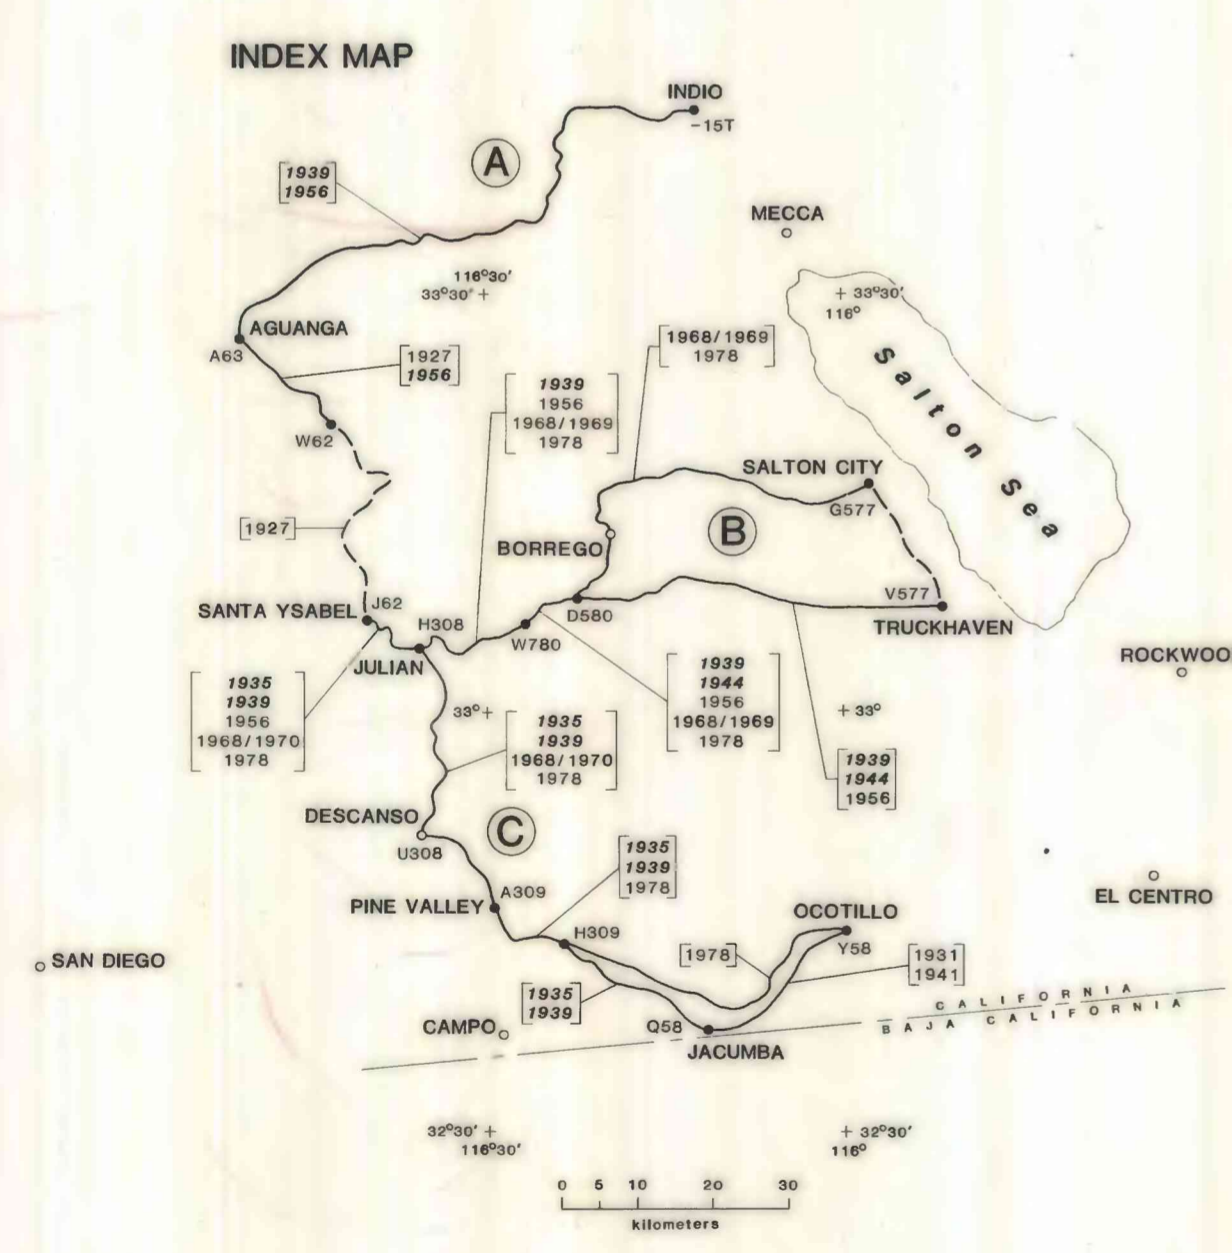 INDEX MAP
INDIO
-15T
A
1939
1956
MECCA
116°30'
33°30' +
+ 33°30'
116°
Salton Sea
AGUANGA
A63
1927
1956
1968/1969
1978
1939
1956
1968/1969
1978
W62
SALTON CITY
G577
[1927]
BORREGO
B
SANTA YSABEL
J62
H308
D580
V577
TRUCKHAVEN
JULIAN
W780
ROCKWOO
1935
1939
1956
1968/1970
1978
33° +
1935
1939
1968/1970
1978
1939
1944
1956
1968/1969
1978
+ 33°
1939
1944
1956
DESCANSO
U308
C
1935
1939
1978
EL CENTRO
PINE VALLEY
A309
OCOTILLO
Y58
H309
[1978]
1931
1941
SAN DIEGO
1935
1939
CAMPO
Q58
JACUMBA
CALIFORNIA
BAJA CALIFORNIA
32°30' +
116°30'
+ 32°30'
116°
0 5 10 20 30
kilometers